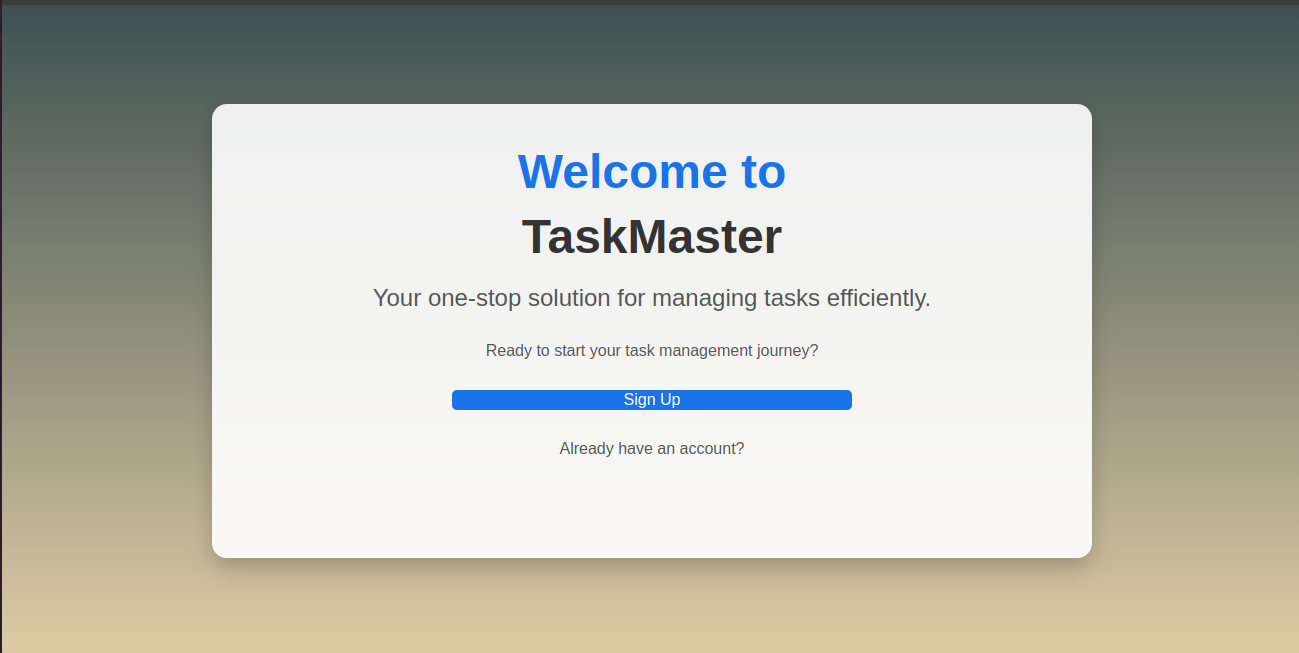 Welcome to
TaskMaster
Your one-stop solution for managing tasks efficiently.
Ready to start your task management journey?
Sign Up
Already have an account?